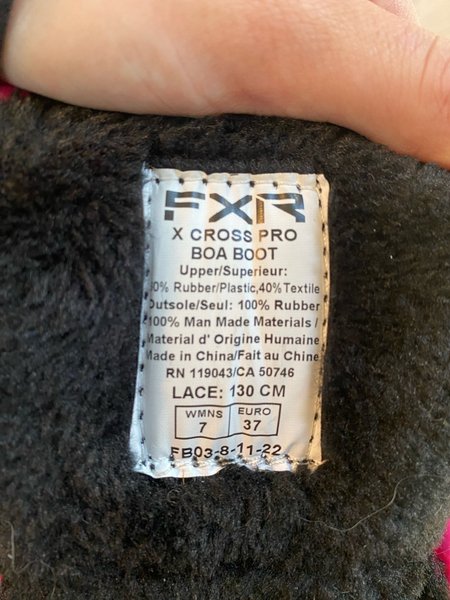 FXR
X CROSS PRO
BOA BOOT
Upper/Superieur:
Rubber/Plastic,40% Textile
Outsole/Seul: 100% Rubber
100% Man Made Materials /
Material d' Origine Humaine
Made in China/Fait au Chine
RN 119043/CA 50746
LACE: 130 CM
WMNS EURO
7 37
FB03-8-11-22